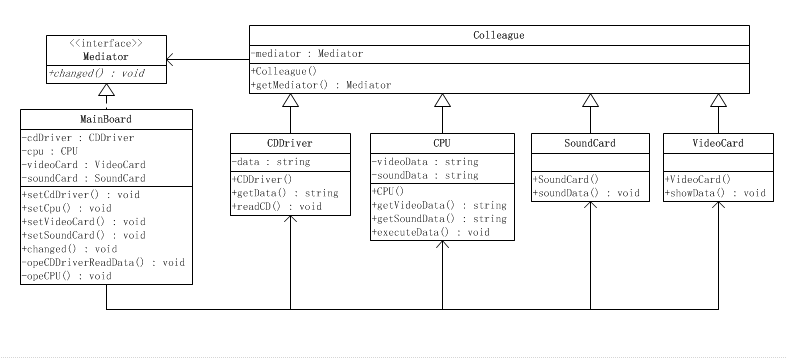 <<interface>>
Mediator
+changed() : void
Colleague
-mediator : Mediator
+Colleague()
+getMediator() : Mediator
MainBoard
-cdDriver : CDDriver
-cpu : CPU
-videoCard : VideoCard
-soundCard : SoundCard
+setCdDriver() : void
+setCpu() : void
+setVideoCard() : void
+setSoundCard() : void
+changed() : void
-opeCDDriverReadData() : void
-opeCPU() : void
CDDriver
-data : string
+CDDriver()
+getData() : string
+readCD() : void
CPU
-videoData : string
-soundData : string
+CPU()
+getVideoData() : string
+getSoundData() : string
+executeData() : void
SoundCard
+SoundCard()
+soundData() : void
VideoCard
+VideoCard()
+showData() : void